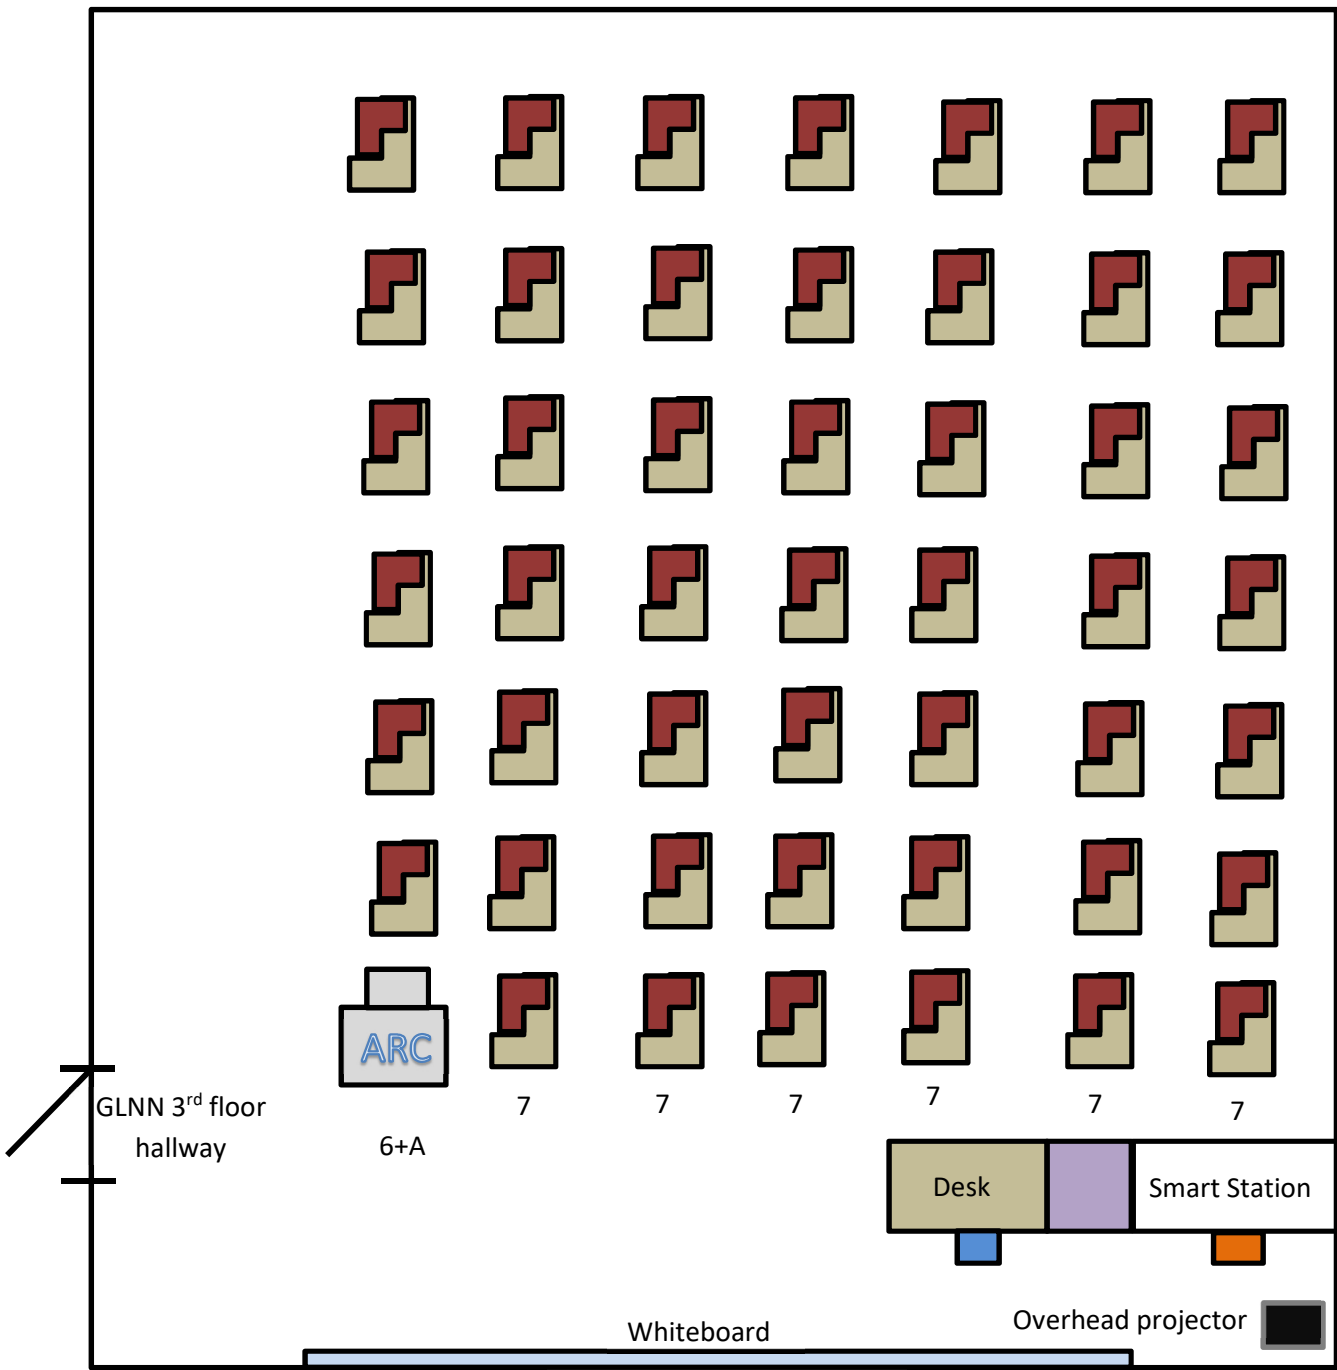 ARC
7
7
7
7
7
7
GLNN 3rd floor
hallway
6+A
Desk
Smart Station
Overhead projector
Whiteboard